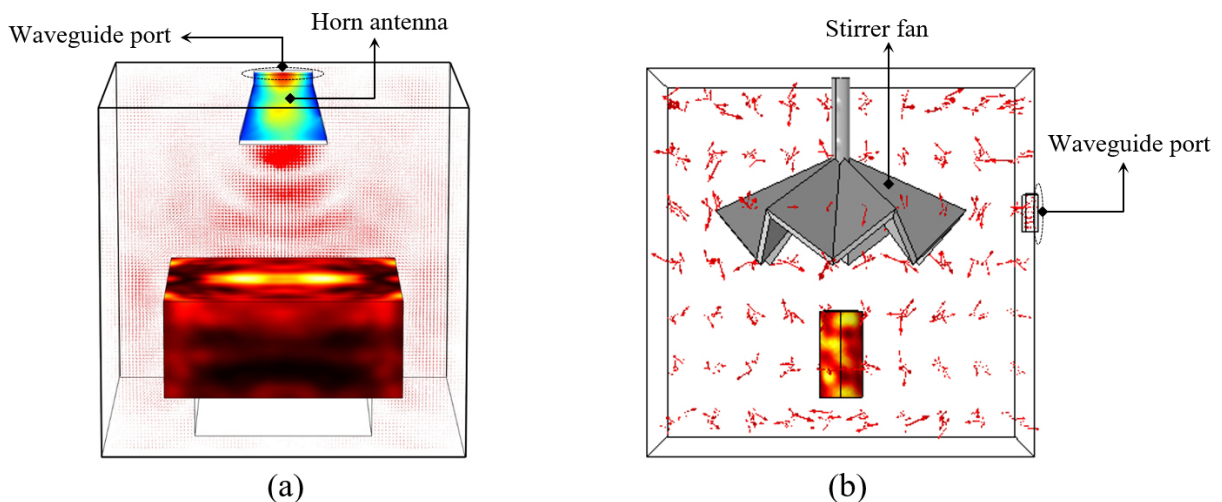 Waveguide port
Horn antenna
(a)
Stirrer fan
Waveguide port
(b)